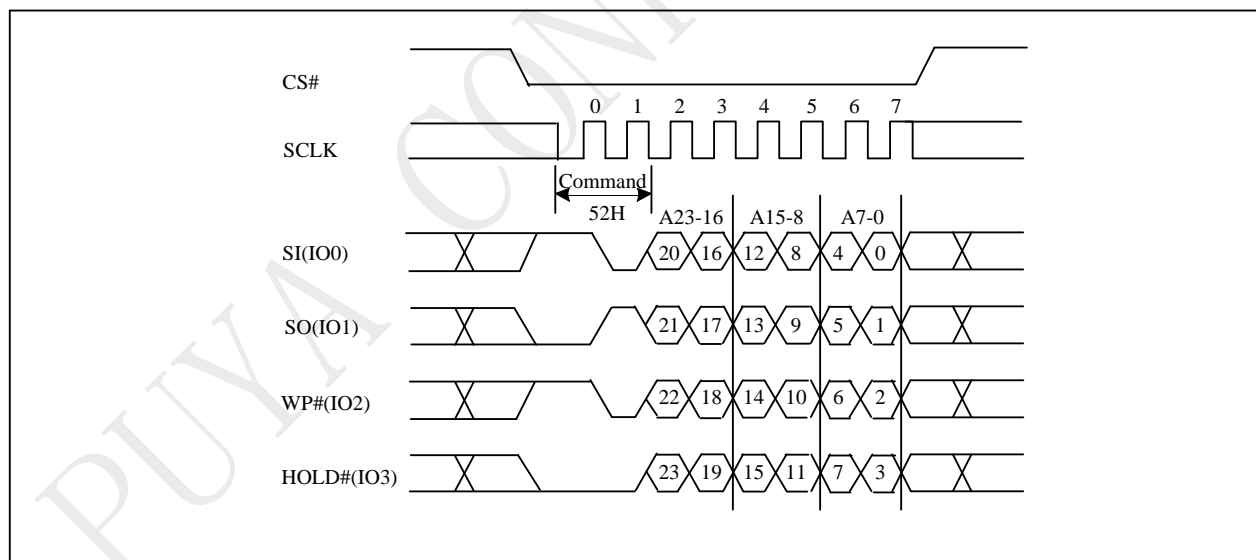 PUYA CONF
CS#
0 1 2 3 4 5 6 7
SCLK
Command
52H
A23-16 A15-8 A7-0
SI(IO0) 20 16 12 8 4 0
SO(IO1) 21 17 13 9 5 1
WP#(IO2) 22 18 14 10 6 2
HOLD#(IO3) 23 19 15 11 7 3